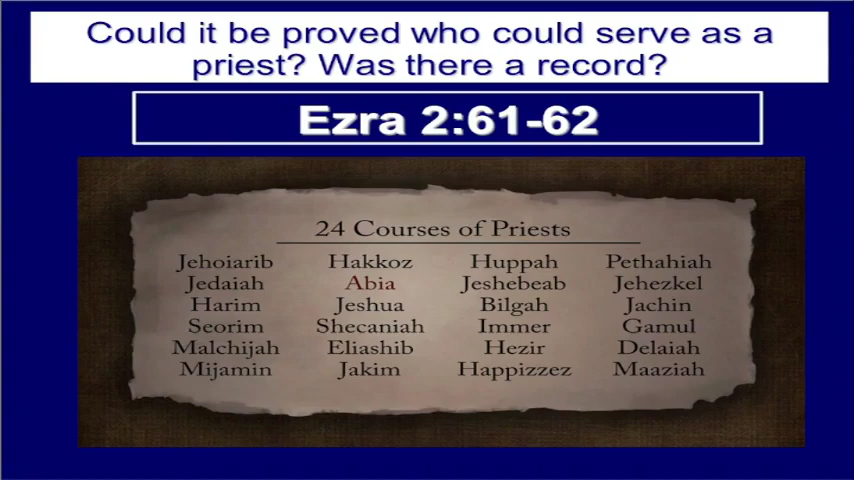 Could it be proved who could serve as a
priest? Was there a record?
Ezra 2:61-62
24 Courses of Priests
Jehoiarib Hakkoz Huppah Pethahiah
Jedaiah Abia Jeshebeab Jehezkel
Harim Jeshua Bilgah Jachin
Seorim Shecaniah Immer Gamul
Malchijah Eliashib Hezir Delaiah
Mijamin Jakim Happizzez Maaziah